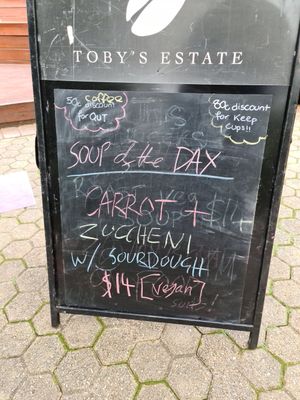 TOBY'S ESTATE
50c coffee
discount
for QUT
80c discount
for Keep
Cups!!
SOUP of the DAY
CARROT +
ZUCCHENI
W/ SOURDOUGH
$14 [vegan]